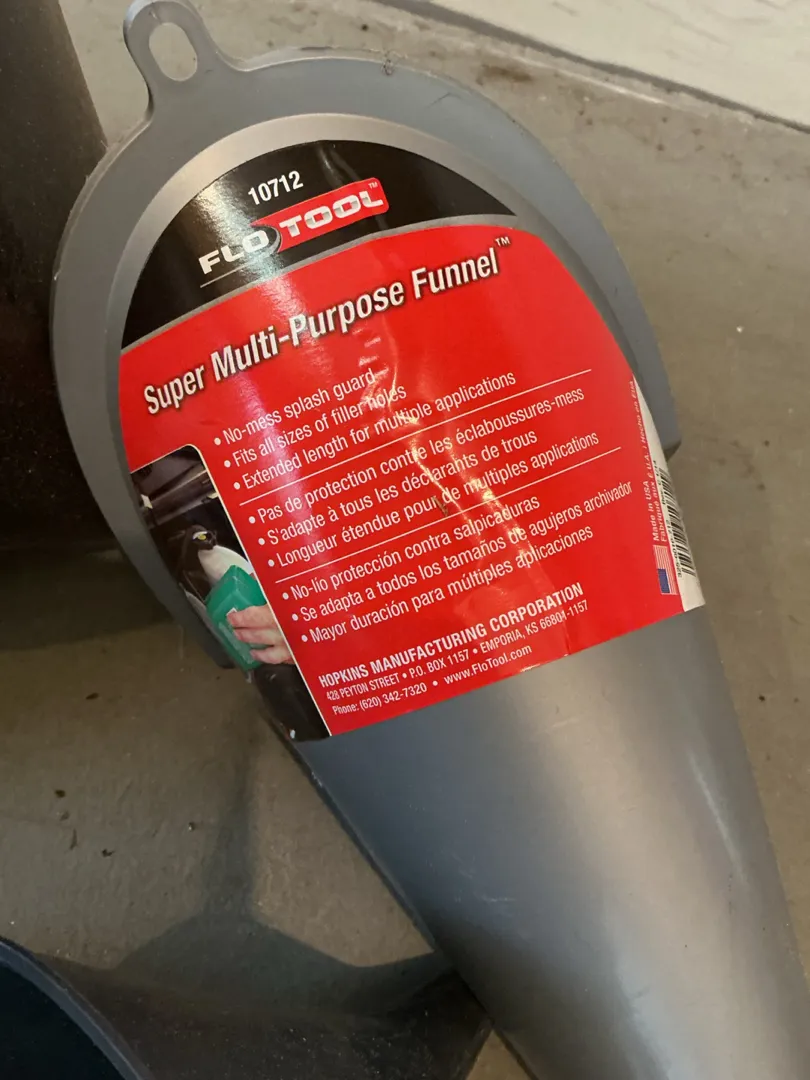 10712
FLO TOOL™
Super Multi-Purpose Funnel™
• No-mess splash guard
• Fits all sizes of filler holes
• Extended length for multiple applications
• Pas de protection contre les éclaboussures-mess
• S'adapte à tous les déclarants de trous
• Longueur étendue pour de multiples applications
• No-lío protección contra salpicaduras
• Se adapta a todos los tamaños de agujeros archivador
• Mayor duración para múltiples aplicaciones
HOPKINS MANUFACTURING CORPORATION
428 PEYTON STREET • P.O. BOX 1157 • EMPORIA, KS 66801-1157
Phone: (620) 342-7320 • www.FloTool.com
Made in USA